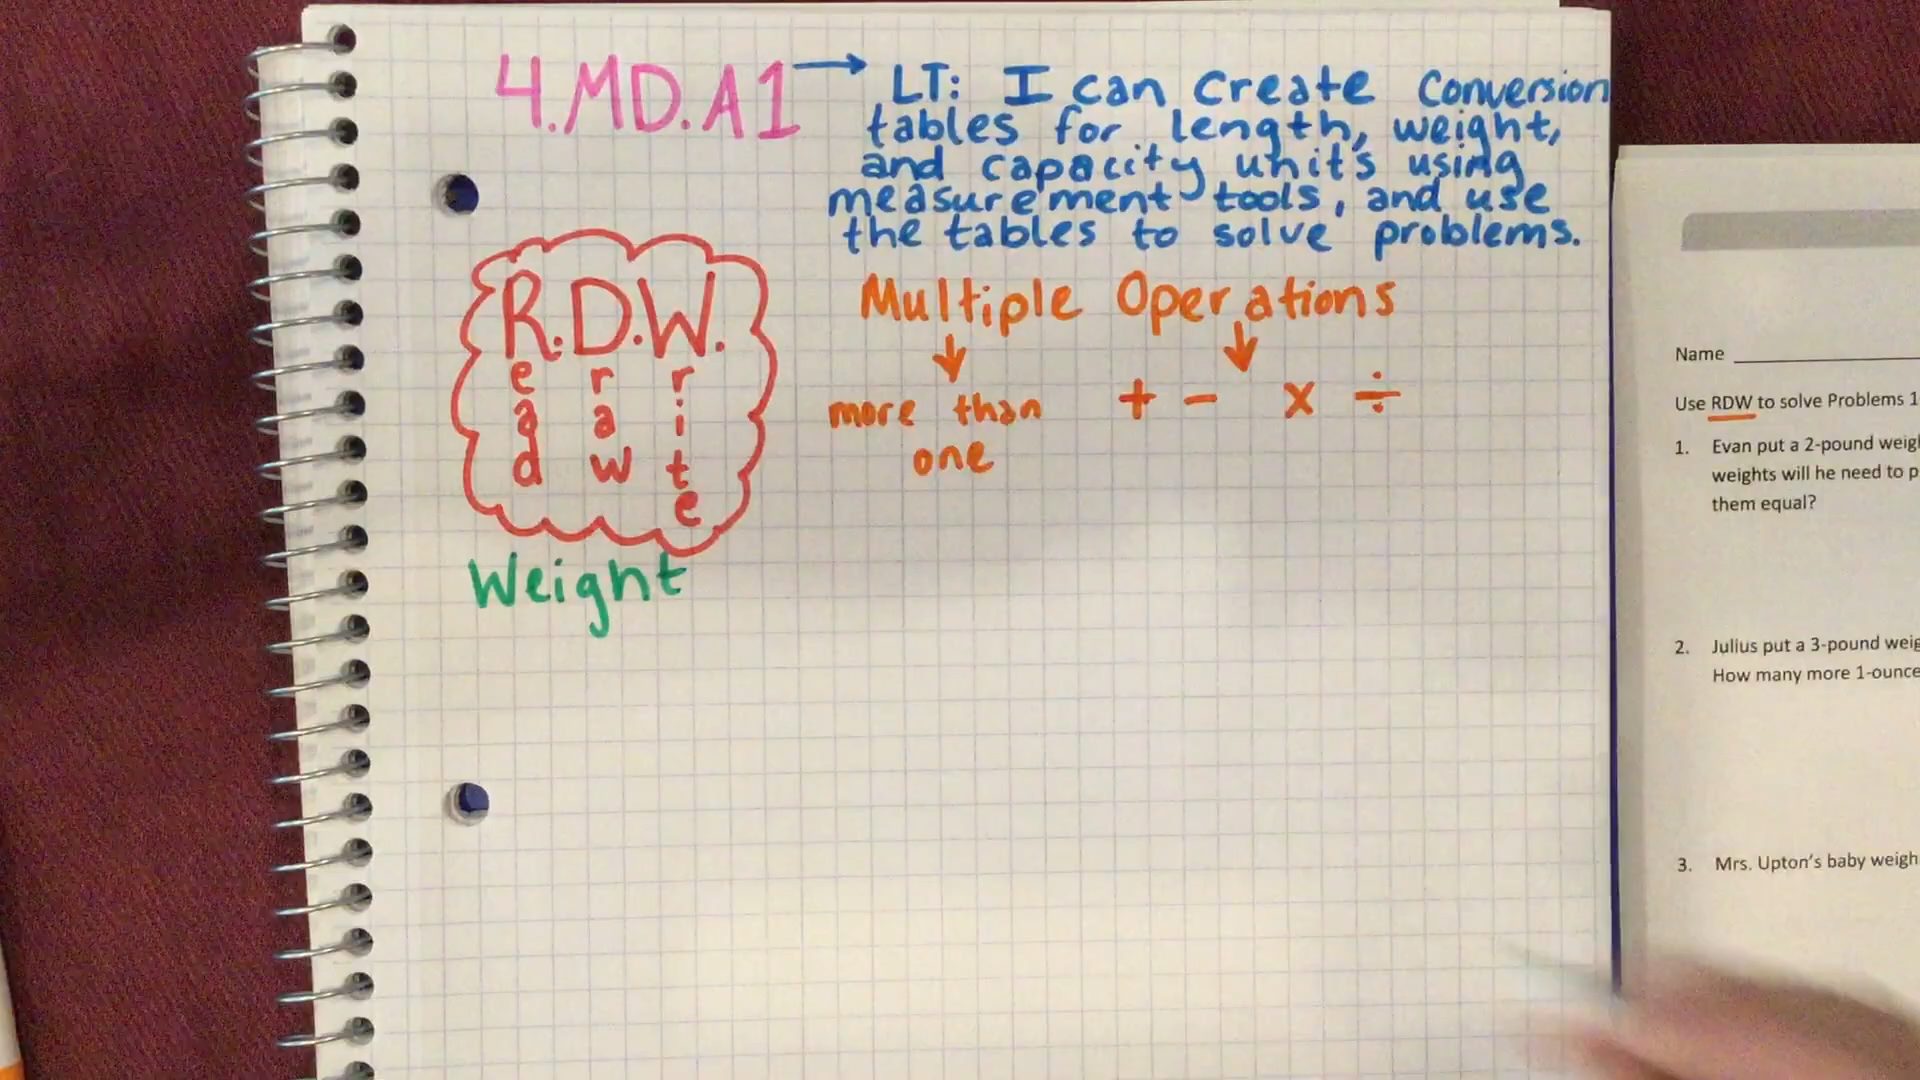 4.MD.A1
LT: I can create conversion
tables for length, weight,
and capacity units using
measurement tools, and use
the tables to solve problems.
R.D.W.
Read
Draw
Write
Multiple Operations
more than
one
+ - x ÷
Weight
Name
Use RDW to solve Problems 1
1. Evan put a 2-pound
weights will he need to
them equal?
2. Julius put a 3-pound
How many more 1-ounce
3. Mrs. Upton's baby